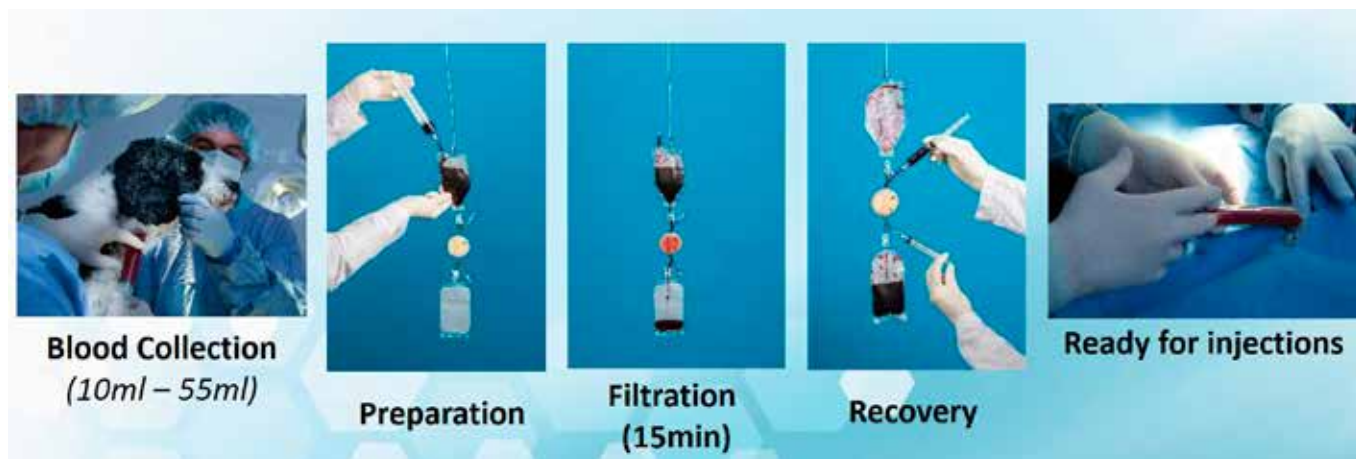 Blood Collection
(10ml – 55ml)
Preparation
Filtration
(15min)
Recovery
Ready for injections